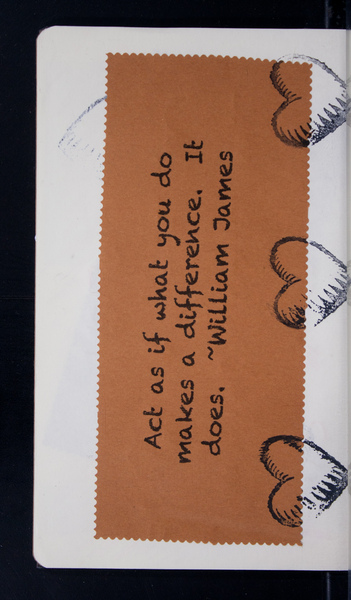 Act as if what you do
makes a difference. It
does. ~William James